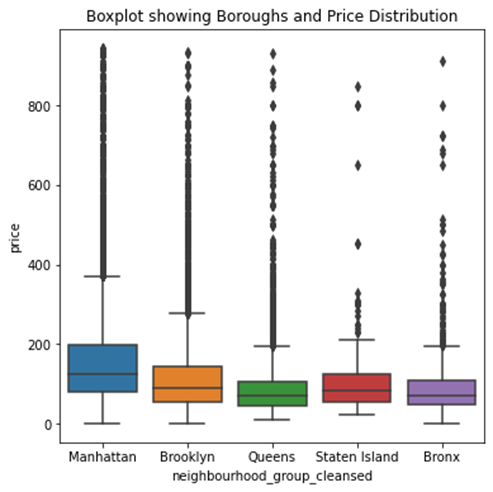 Boxplot showing Boroughs and Price Distribution
800
600
400
200
0
price
Manhattan Brooklyn Queens Staten Island Bronx
neighbourhood_group_cleansed